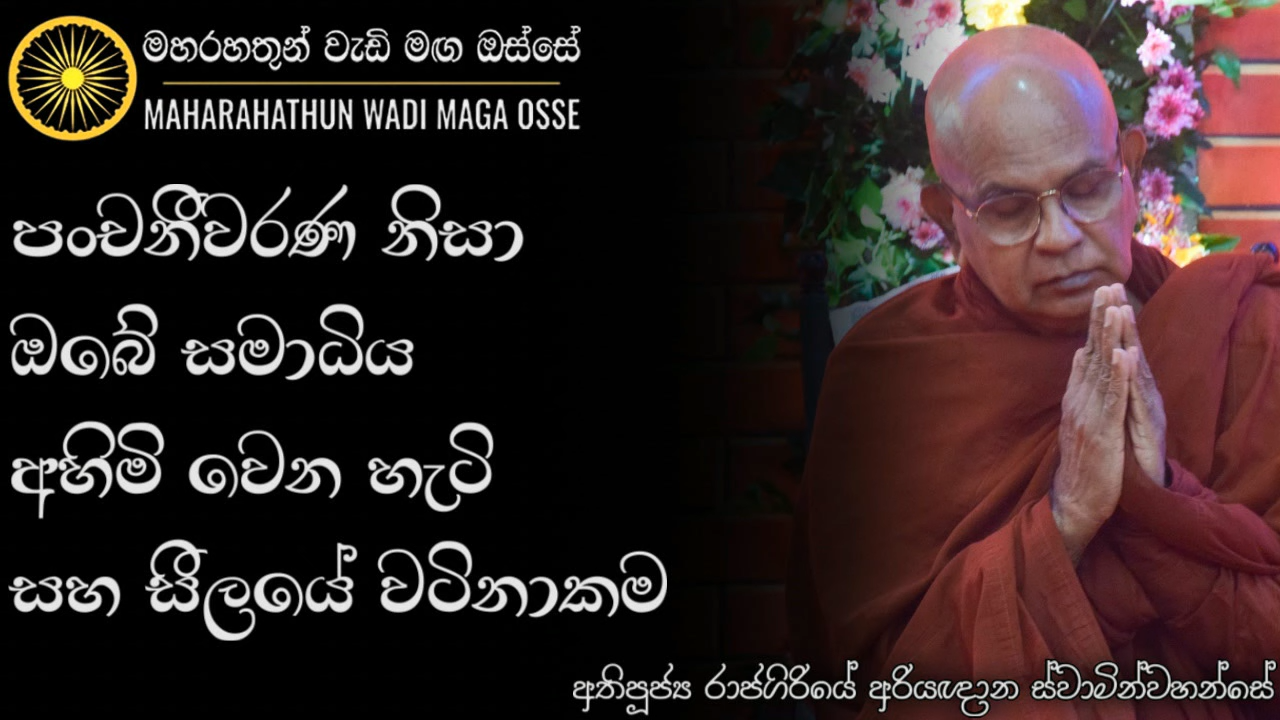 මහරහතුන් වැඩි මඟ ඔස්සේ
MAHARAHATHUN WADI MAGA OSSE
පංචනීවරණ නිසා
ඔබේ සමාධිය
අහිමි වෙන හැටි
සහ සීලයේ වටිනාකම
අතිපූජ්‍ය රාජගිරියේ අරියඤාන ස්වාමින්වහන්සේ